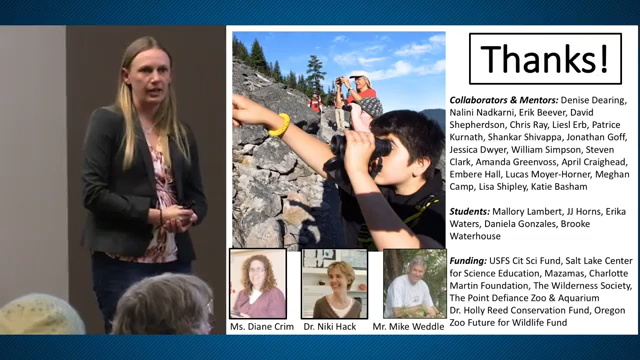 Thanks!
Collaborators & Mentors: Denise Dearing,
Nalini Nadkarni, Erik Beever, David
Shepherdson, Chris Ray, Liesl Erb, Patrice
Kurnath, Shankar Shivappa, Jonathan Goff,
Jessica Dwyer, William Simpson, Steven
Clark, Amanda Greenvoss, April Craighead,
Embere Hall, Lucas Moyer-Horner, Meghan
Camp, Lisa Shipley, Katie Basham
Students: Mallory Lambert, JJ Horns, Erika
Waters, Daniela Gonzales, Brooke
Waterhouse
Funding: USFS Cit Sci Fund, Salt Lake Center
for Science Education, Mazamas, Charlotte
Martin Foundation, The Wilderness Society,
The Point Defiance Zoo & Aquarium
Dr. Holly Reed Conservation Fund, Oregon
Zoo Future for Wildlife Fund
Ms. Diane Crim
Dr. Niki Hack
Mr. Mike Weddle